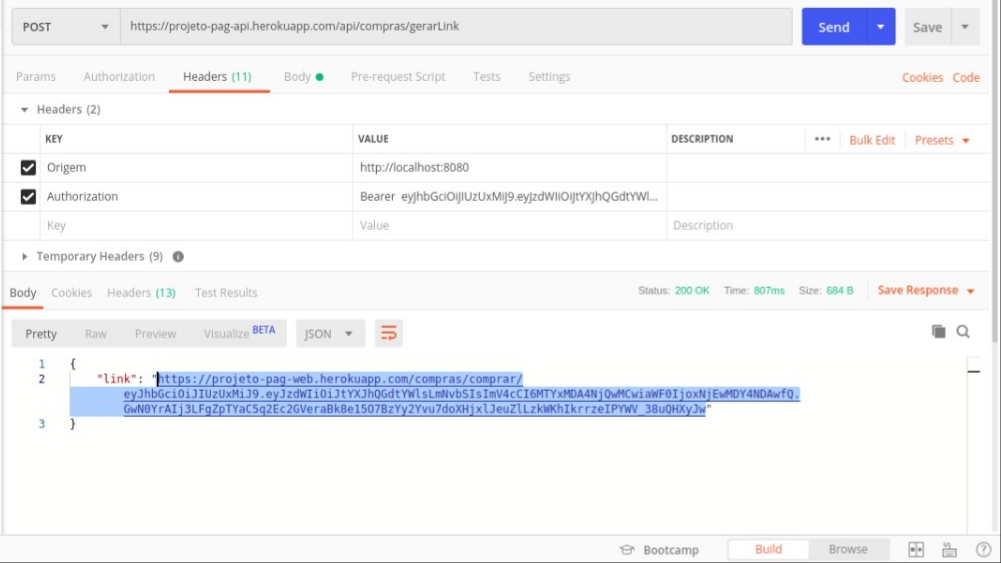 POST https://projeto-pag-api.herokuapp.com/api/compras/gerarLink Send Save
Params Authorization Headers (11) Body Pre-request Script Tests Settings Cookies Code
Headers (2)
KEY VALUE DESCRIPTION ••• Bulk Edit Presets
Origem http://localhost:8080
Authorization Bearer eyJhbGciOiJIUzUxMiJ9.eyJzdWIiOiJtYXJhQGdtYWl...
Key Value Description
Temporary Headers (9)
Body Cookies Headers (13) Test Results Status: 200 OK Time: 807ms Size: 684 B Save Response
Pretty Raw Preview Visualize BETA JSON
1 {
2 "link": "https://projeto-pag-web.herokuapp.com/compras/comprar/
eyJhbGciOiJIUzUxMiJ9.eyJzdWIiOiJtYXJhQGdtYWlsLmNvbSIsImV4cCI6MTYxMDA4NjQwMCwiaWF0IjoxNjEwMDY4NDAwfQ.
GwN0YrAIj3LFgZpTYaC5q2Ec2GVeraBk8e15O7BzYy2Yvu7doXHjxlJeuZlLzkWKhIkrrzeIPYWV_38uQHXyJw"
3 }
Bootcamp Build Browse